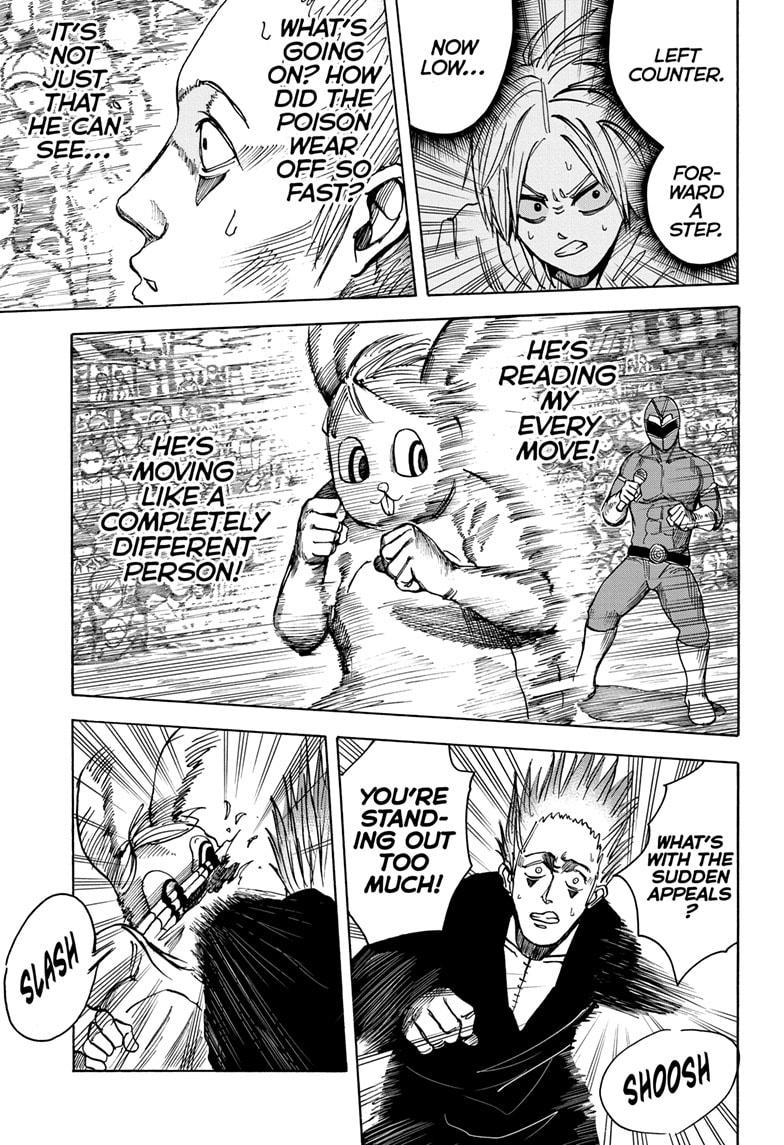 LEFT
COUNTER.
FOR-
WARD
A
STEP.
NOW
LOW...
WHAT'S
GOING
ON? HOW
DID THE
POISON
WEAR
OFF SO
FAST?
IT'S
NOT
JUST
THAT
HE CAN
SEE...
HE'S
READING
MY
EVERY
MOVE!
HE'S
MOVING
LIKE A
COMPLETELY
DIFFERENT
PERSON!
WHAT'S
WITH THE
SUDDEN
APPEALS
?
YOU'RE
STAND-
ING OUT
TOO
MUCH!
SHOOSH
SLASH